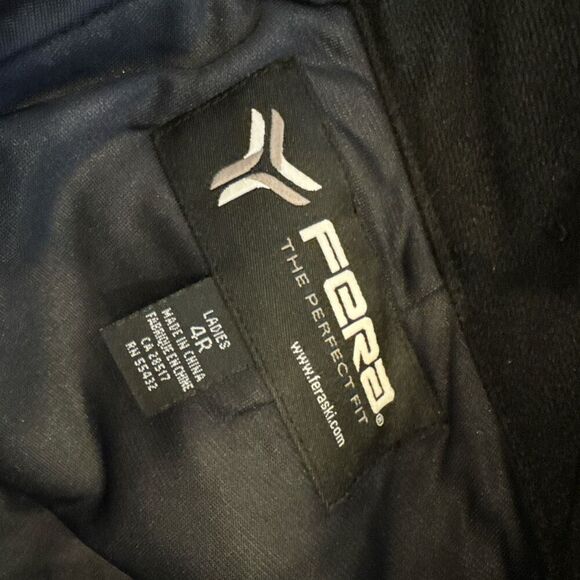 FERA®
THE PERFECT FIT
www.feraski.com
LADIES
4R
MADE IN CHINA
FABRIQUE EN CHINE
CA 28517
RN 55432